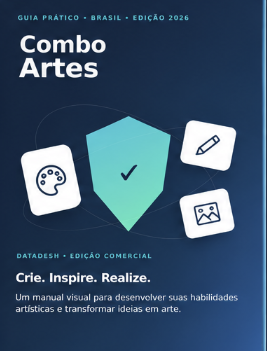 GUIA PRÁTICO • BRASIL • EDIÇÃO 2026
Combo
Artes
DATADESH • EDIÇÃO COMERCIAL
Crie. Inspire. Realize.
Um manual visual para desenvolver suas habilidades
artísticas e transformar ideias em arte.